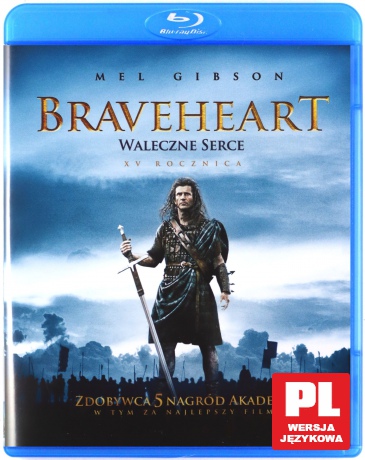 Blu-ray Disc
MEL GIBSON
BRAVEHEART
WALECZNE SERCE
XV ROCZNICA
ZDOBYWCA 5 NAGRÓD AKADE
W TYM ZA NAJLEPSZY FILM
PL
WERSJA
JĘZYKOWA